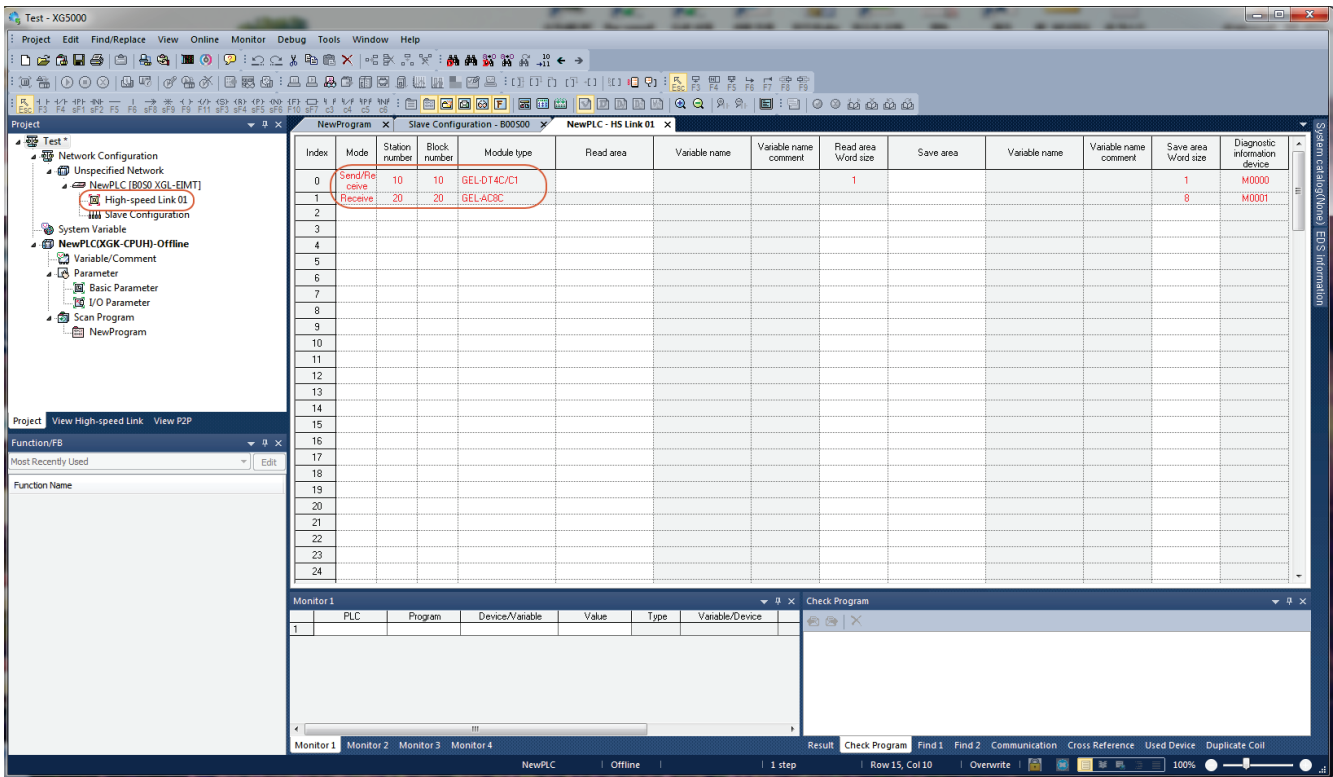 Test - XG5000
Project Edit Find/Replace View Online Monitor Debug Tools Window Help
Project
Test *
Network Configuration
Unspecified Network
NewPLC [B0S0 XGL-EIMT]
High-speed Link 01
Slave Configuration
System Variable
NewPLC(XGK-CPUH)-Offline
Variable/Comment
Parameter
Basic Parameter
I/O Parameter
Scan Program
NewProgram
Project View High-speed Link View P2P
Function/FB
Most Recently Used Edit
Function Name
NewProgram Slave Configuration - B00S00 NewPLC - HS Link 01
Index Mode Station number Block number Module type Read area Variable name Variable name comment Read area Word size Save area Variable name Variable name comment Save area Word size Diagnostic information device
0 Send/Receive 10 10 GEL-DT4C/C1 1 1 M0000
1 Receive 20 20 GEL-AC8C 8 M0001
2
3
4
5
6
7
8
9
10
11
12
13
14
15
16
17
18
19
20
21
22
23
24
System catalog(None) EDS information
Monitor 1
PLC Program Device/Variable Value Type Variable/Device
1
Monitor 1 Monitor 2 Monitor 3 Monitor 4
Check Program
Result Check Program Find 1 Find 2 Communication Cross Reference Used Device Duplicate Coil
NewPLC Offline 1 step Row 15, Col 10 Overwrite 100%